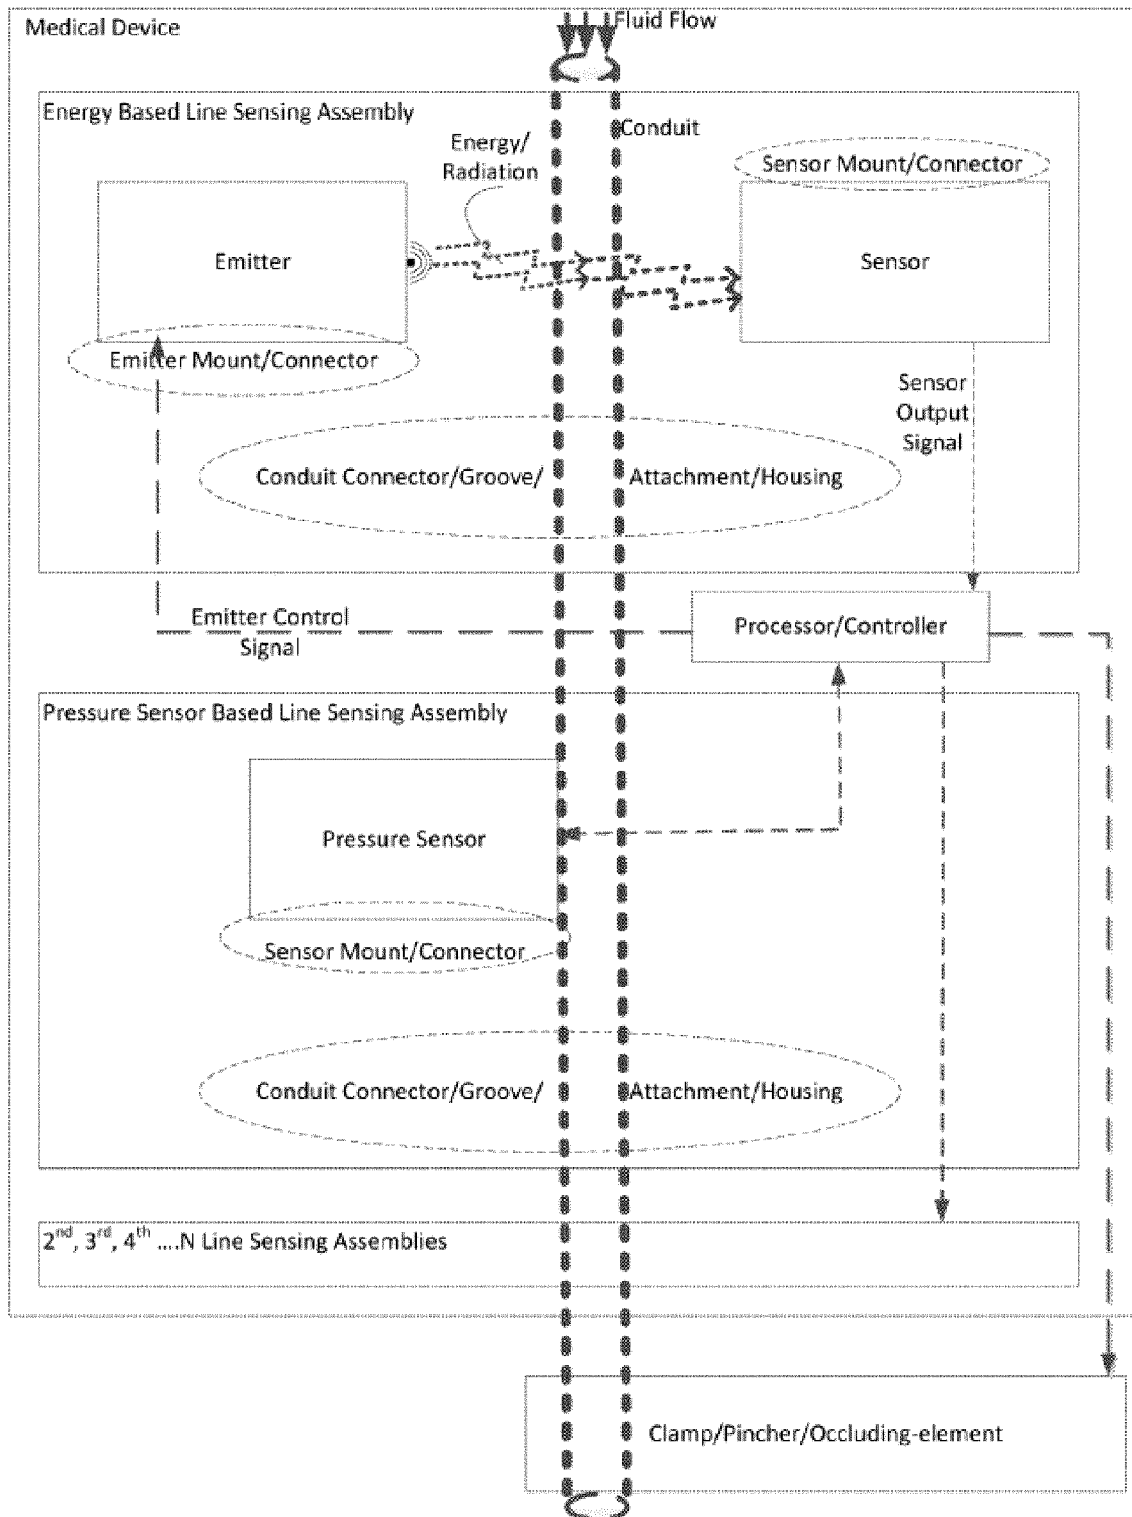 Medical Device
Fluid Flow
Energy Based Line Sensing Assembly
Conduit
Energy/
Radiation
Sensor Mount/Connector
Emitter
Sensor
Emitter Mount/Connector
Sensor
Output
Signal
Conduit Connector/Groove/ Attachment/Housing
Emitter Control
Signal
Processor/Controller
Pressure Sensor Based Line Sensing Assembly
Pressure Sensor
Sensor Mount/Connector
Conduit Connector/Groove/ Attachment/Housing
2nd, 3rd, 4th ....N Line Sensing Assemblies
Clamp/Pincher/Occluding-element